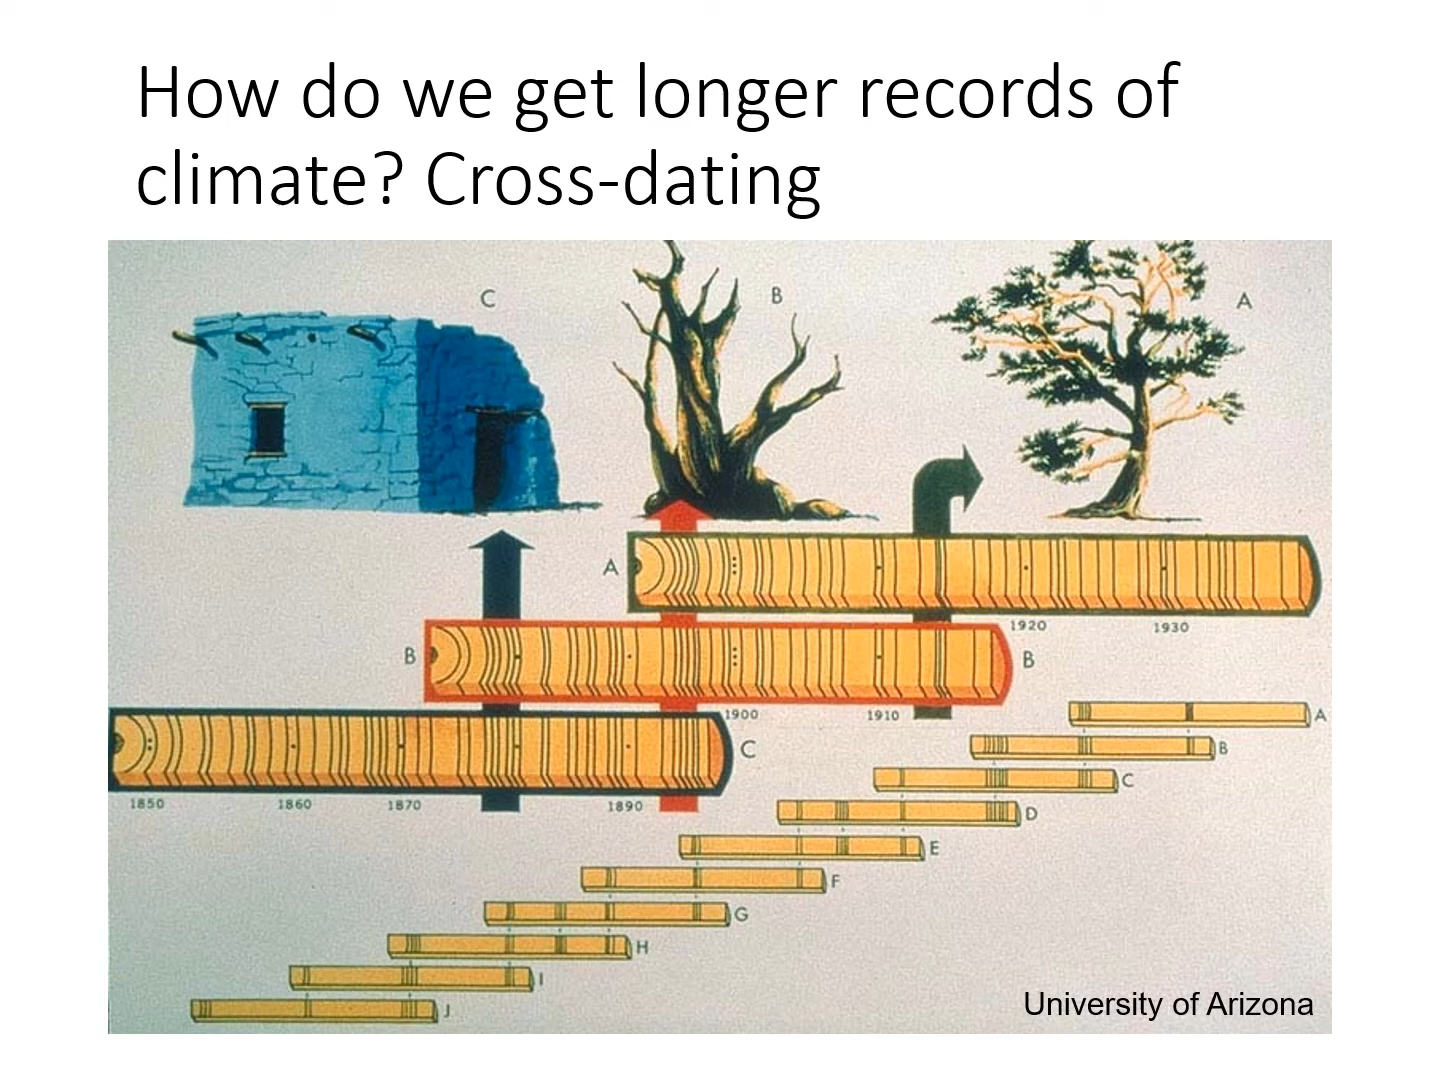 How do we get longer records of
climate? Cross-dating
C
B
A
A
1920 1930
B
B
1900 1910
A
C
B
1850 1860 1870 1890
C
D
E
F
G
H
I
J
University of Arizona